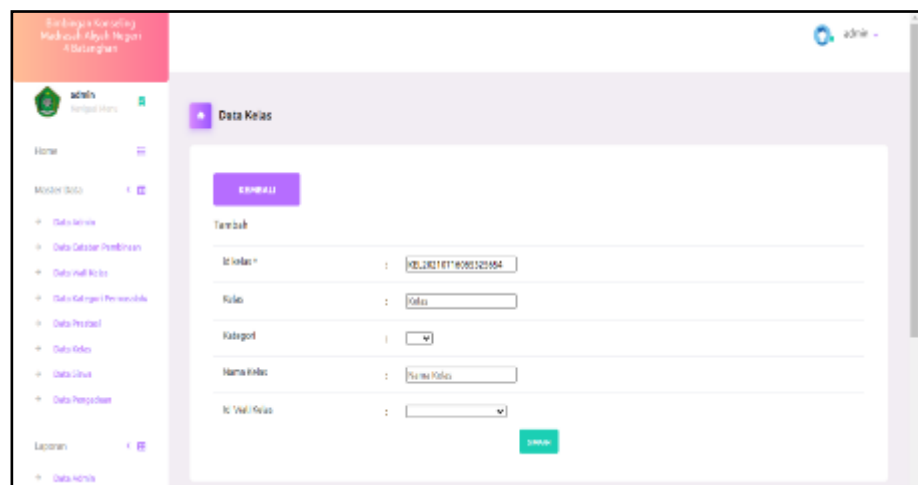 Bimbingan Konseling
Madrasah Aliyah Negeri
4 Batanghari
admin
admin
Data Kelas
Home
Master Data
KEMBALI
Tambah
Data Admin
Data Catatan Pembinaan
Data Wali Kelas
Data Kategori
Data Prestasi
Data Kelas
Data Siswa
Data Pengaduan
Id kelas *
:
Kelas
:
Kelas
Kategori
:
Nama Kelas
:
Nama Kelas
Id Wali Kelas
:
SIMPAN
Laporan
Data Admin